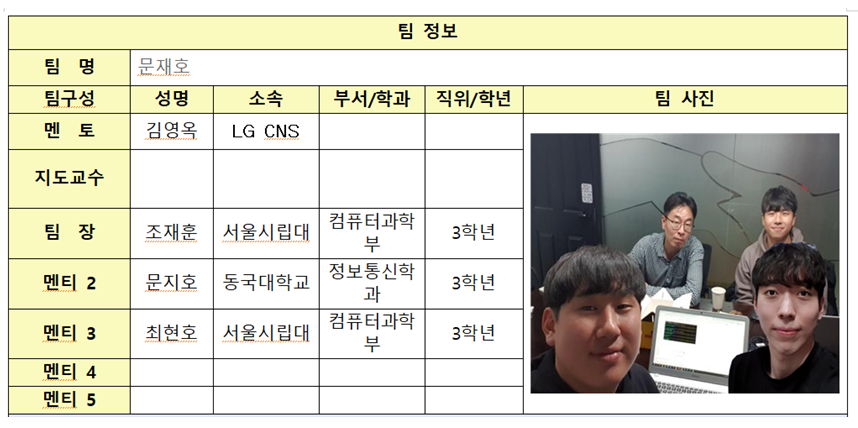 팀 정보
팀 명 문재호
팀구성 성명 소속 부서/학과 직위/학년 팀 사진
멘 토 김영옥 LG CNS
지도교수
팀 장 조재훈 서울시립대 컴퓨터과학부 3학년
멘티 2 문지호 동국대학교 정보통신학과 3학년
멘티 3 최현호 서울시립대 컴퓨터과학부 3학년
멘티 4
멘티 5